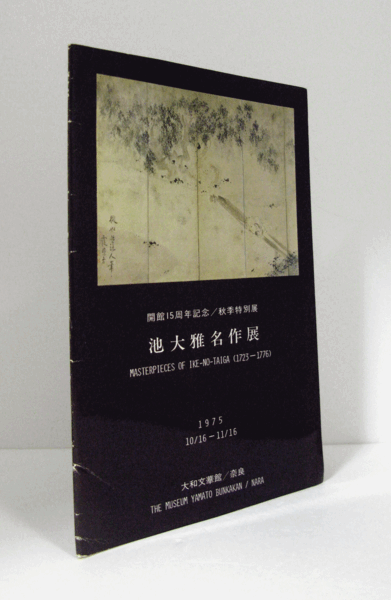 開館15周年記念/秋季特別展
池大雅名作展
MASTERPIECES OF IKE-NO-TAIGA (1723—1776)
1975
10/16—11/16
大和文華館/奈良
THE MUSEUM YAMATO BUNKAKAN / NARA